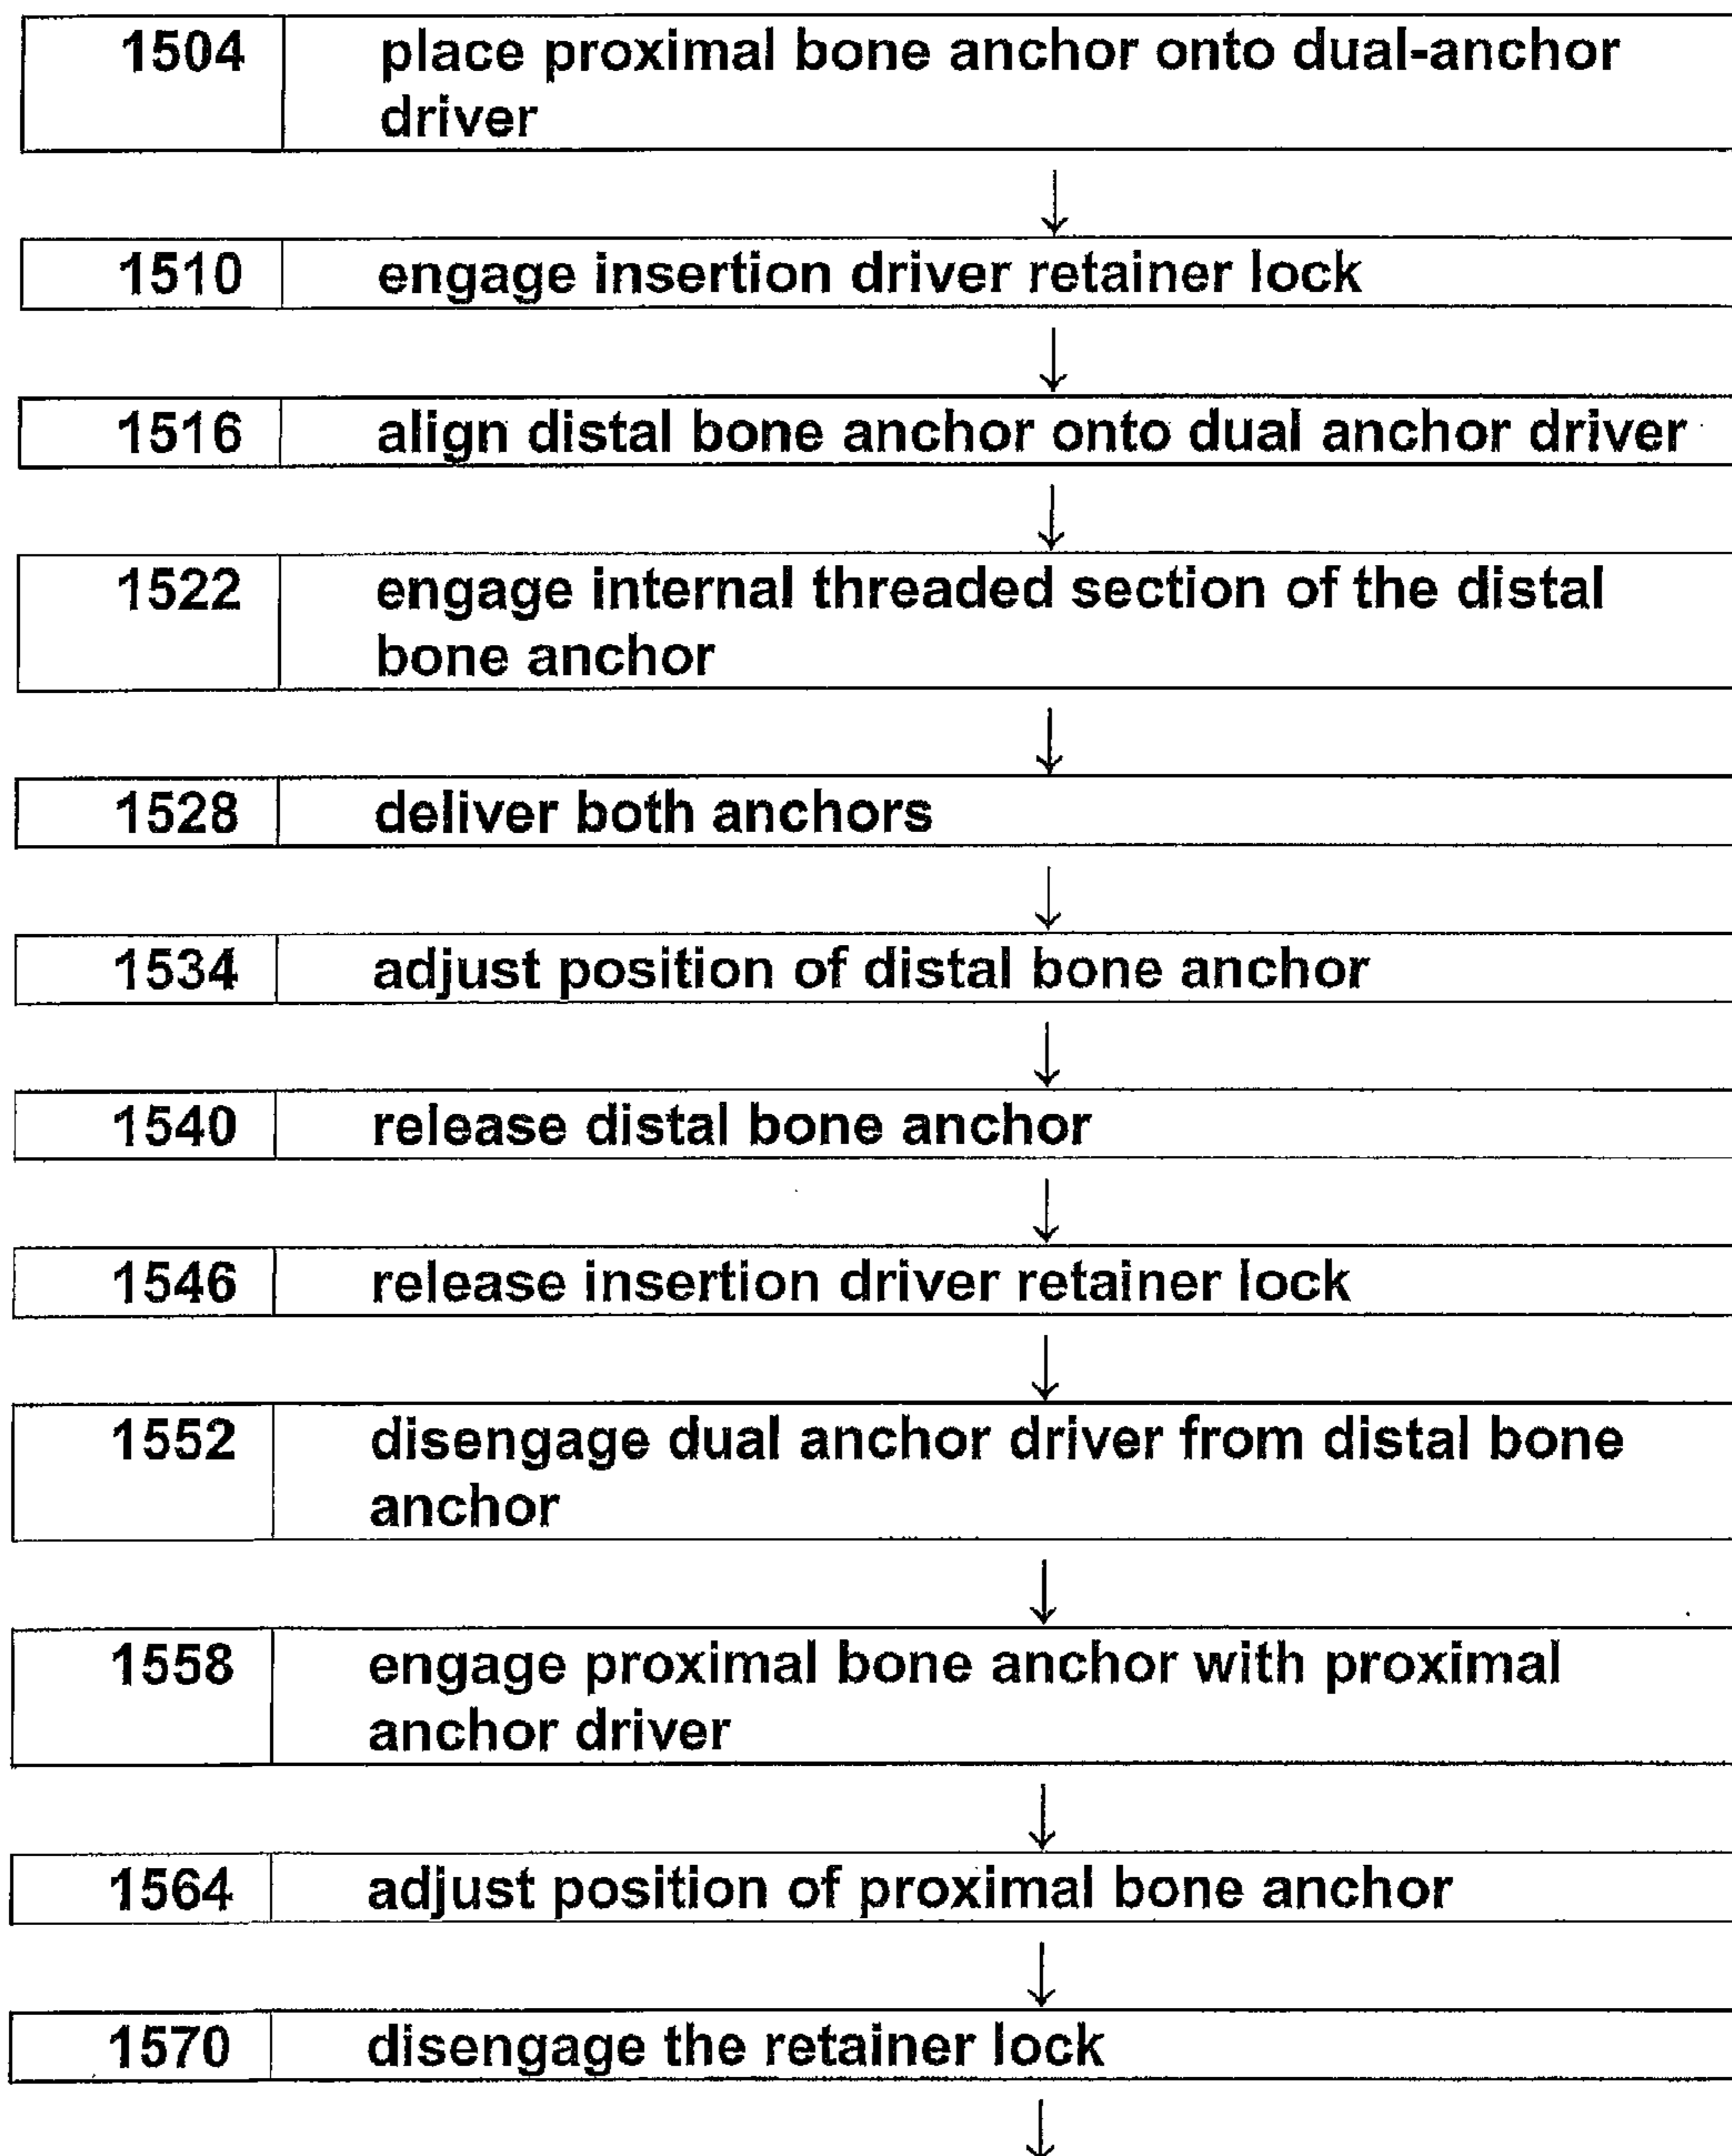 1504 place proximal bone anchor onto dual-anchor
driver
1510 engage insertion driver retainer lock
1516 align distal bone anchor onto dual anchor driver
1522 engage internal threaded section of the distal
bone anchor
1528 deliver both anchors
1534 adjust position of distal bone anchor
1540 release distal bone anchor
1546 release insertion driver retainer lock
1552 disengage dual anchor driver from distal bone
anchor
1558 engage proximal bone anchor with proximal
anchor driver
1564 adjust position of proximal bone anchor
1570 disengage the retainer lock